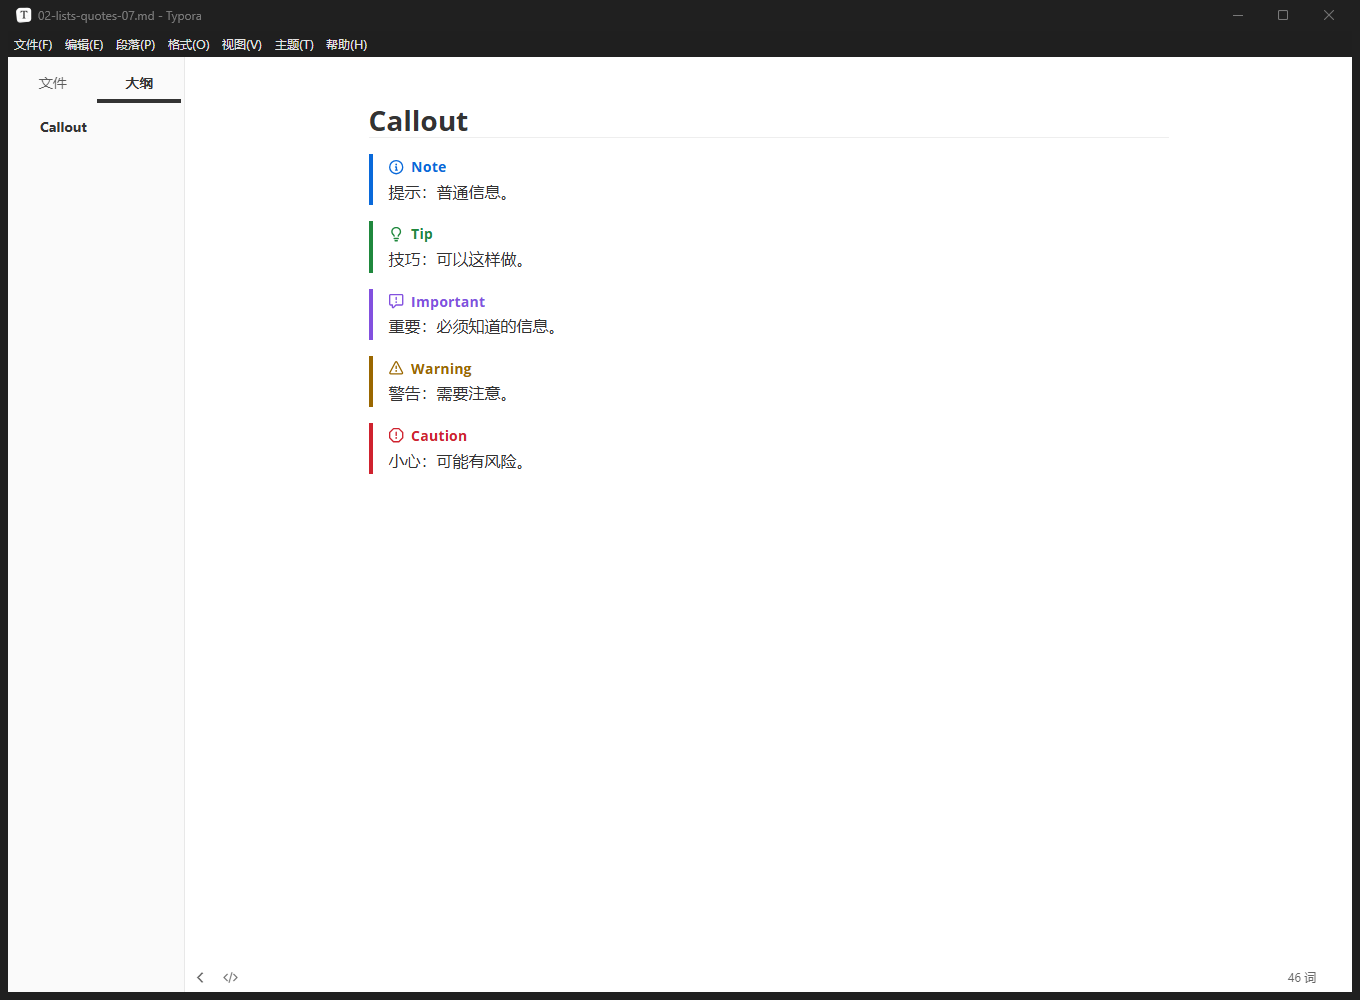 02-lists-quotes-07.md - Typora
文件(F) 编辑(E) 段落(P) 格式(O) 视图(V) 主题(T) 帮助(H)
文件 大纲
Callout
Callout
Note
提示：普通信息。
Tip
技巧：可以这样做。
Important
重要：必须知道的信息。
Warning
警告：需要注意。
Caution
小心：可能有风险。
46 词